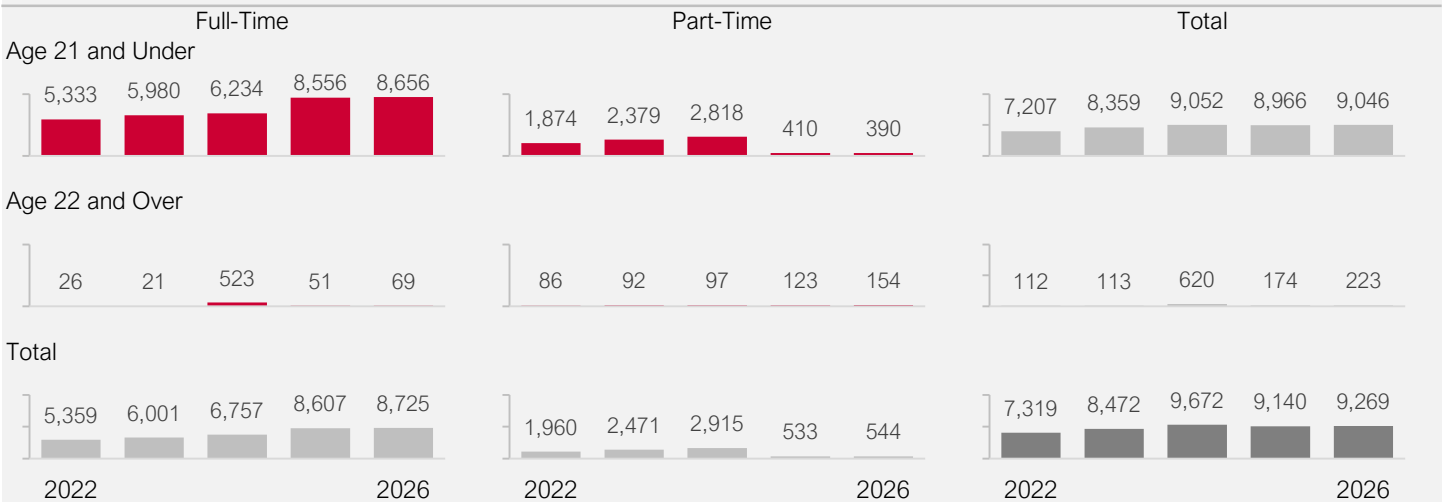 Full-Time Part-Time Total
Age 21 and Under
5,333 5,980 6,234 8,556 8,656 1,874 2,379 2,818 410 390 7,207 8,359 9,052 8,966 9,046
Age 22 and Over
26 21 523 51 69 86 92 97 123 154 112 113 620 174 223
Total
5,359 6,001 6,757 8,607 8,725 1,960 2,471 2,915 533 544 7,319 8,472 9,672 9,140 9,269
2022 2026 2022 2026 2022 2026